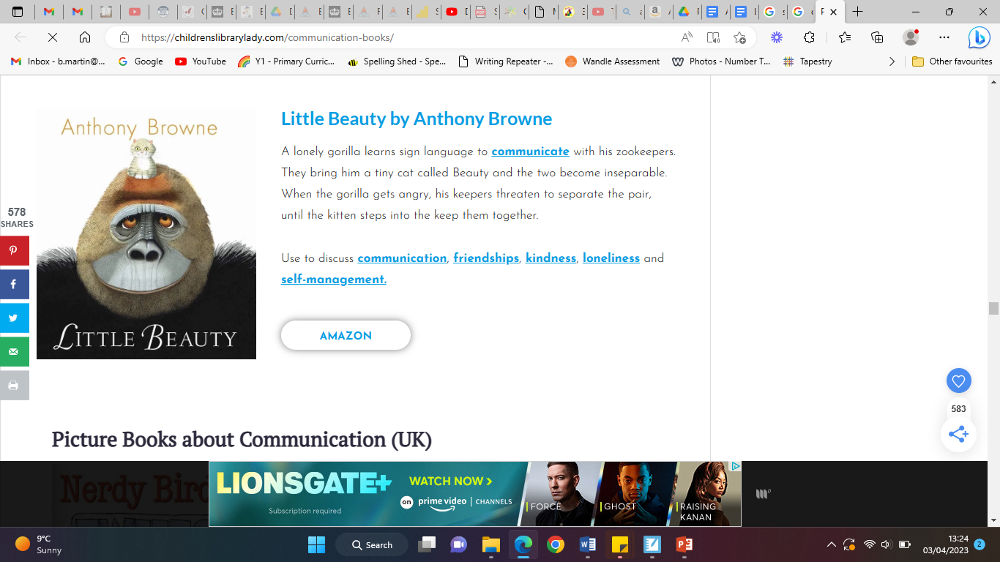 https://childrenslibrarylady.com/communication-books/
Inbox - b.martin@...
Google
YouTube
Y1 - Primary Curric...
Spelling Shed - Spe...
Writing Repeater -...
Wandle Assessment
Photos - Number T...
Tapestry
Other favourites
Anthony Browne
LITTLE BEAUTY
578
SHARES
Little Beauty by Anthony Browne
A lonely gorilla learns sign language to communicate with his zookeepers.
They bring him a tiny cat called Beauty and the two become inseparable.
When the gorilla gets angry, his keepers threaten to separate the pair,
until the kitten steps into the keep them together.
Use to discuss communication, friendships, kindness, loneliness and
self-management.
AMAZON
583
Picture Books about Communication (UK)
Nerdy Bird
LIONSGATE+
Subscription required
WATCH NOW >
on prime video | CHANNELS
FORCE
GHOST
RAISING
KANAN
9°C
Sunny
Search
13:24
03/04/2023
2